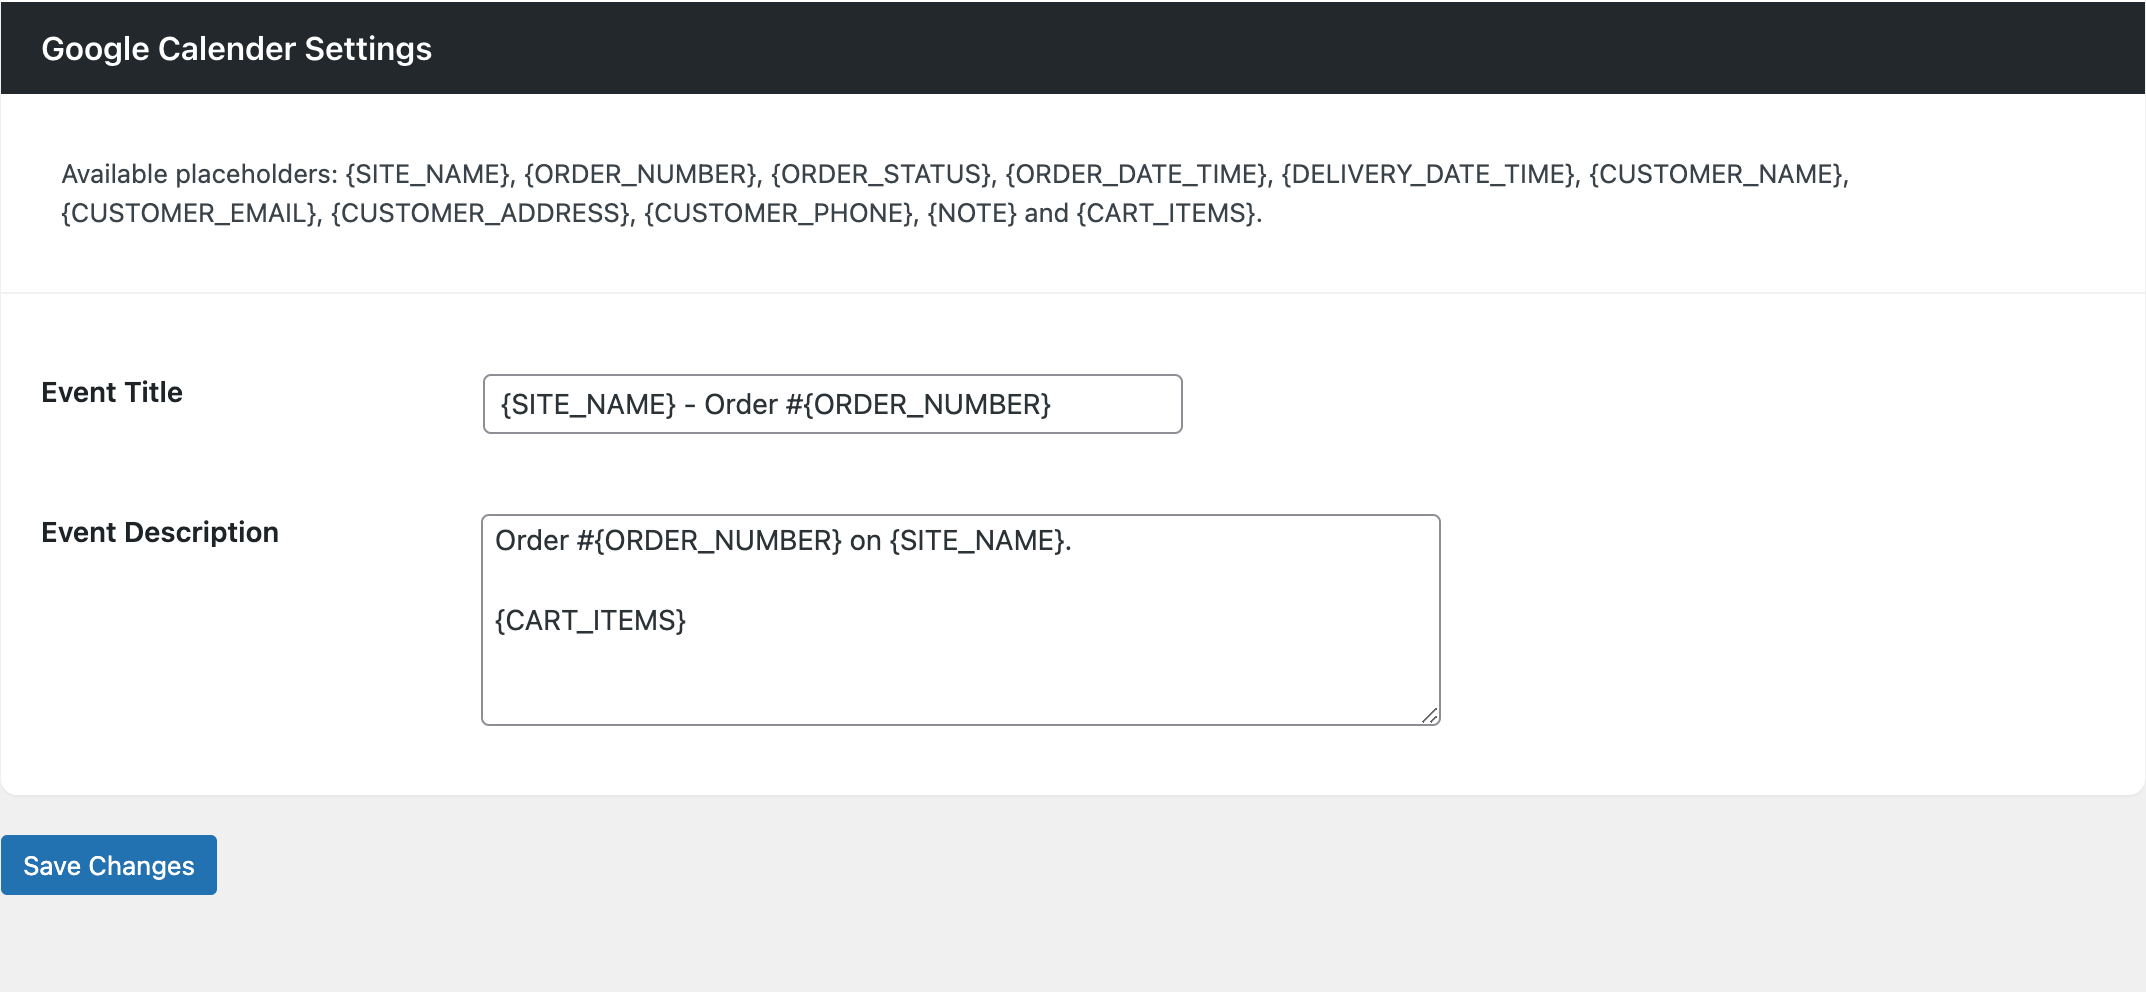 Google Calender Settings
Available placeholders: {SITE_NAME}, {ORDER_NUMBER}, {ORDER_STATUS}, {ORDER_DATE_TIME}, {DELIVERY_DATE_TIME}, {CUSTOMER_NAME},
{CUSTOMER_EMAIL}, {CUSTOMER_ADDRESS}, {CUSTOMER_PHONE}, {NOTE} and {CART_ITEMS}.
Event Title
{SITE_NAME} - Order #{ORDER_NUMBER}
Event Description
Order #{ORDER_NUMBER} on {SITE_NAME}.
{CART_ITEMS}
Save Changes